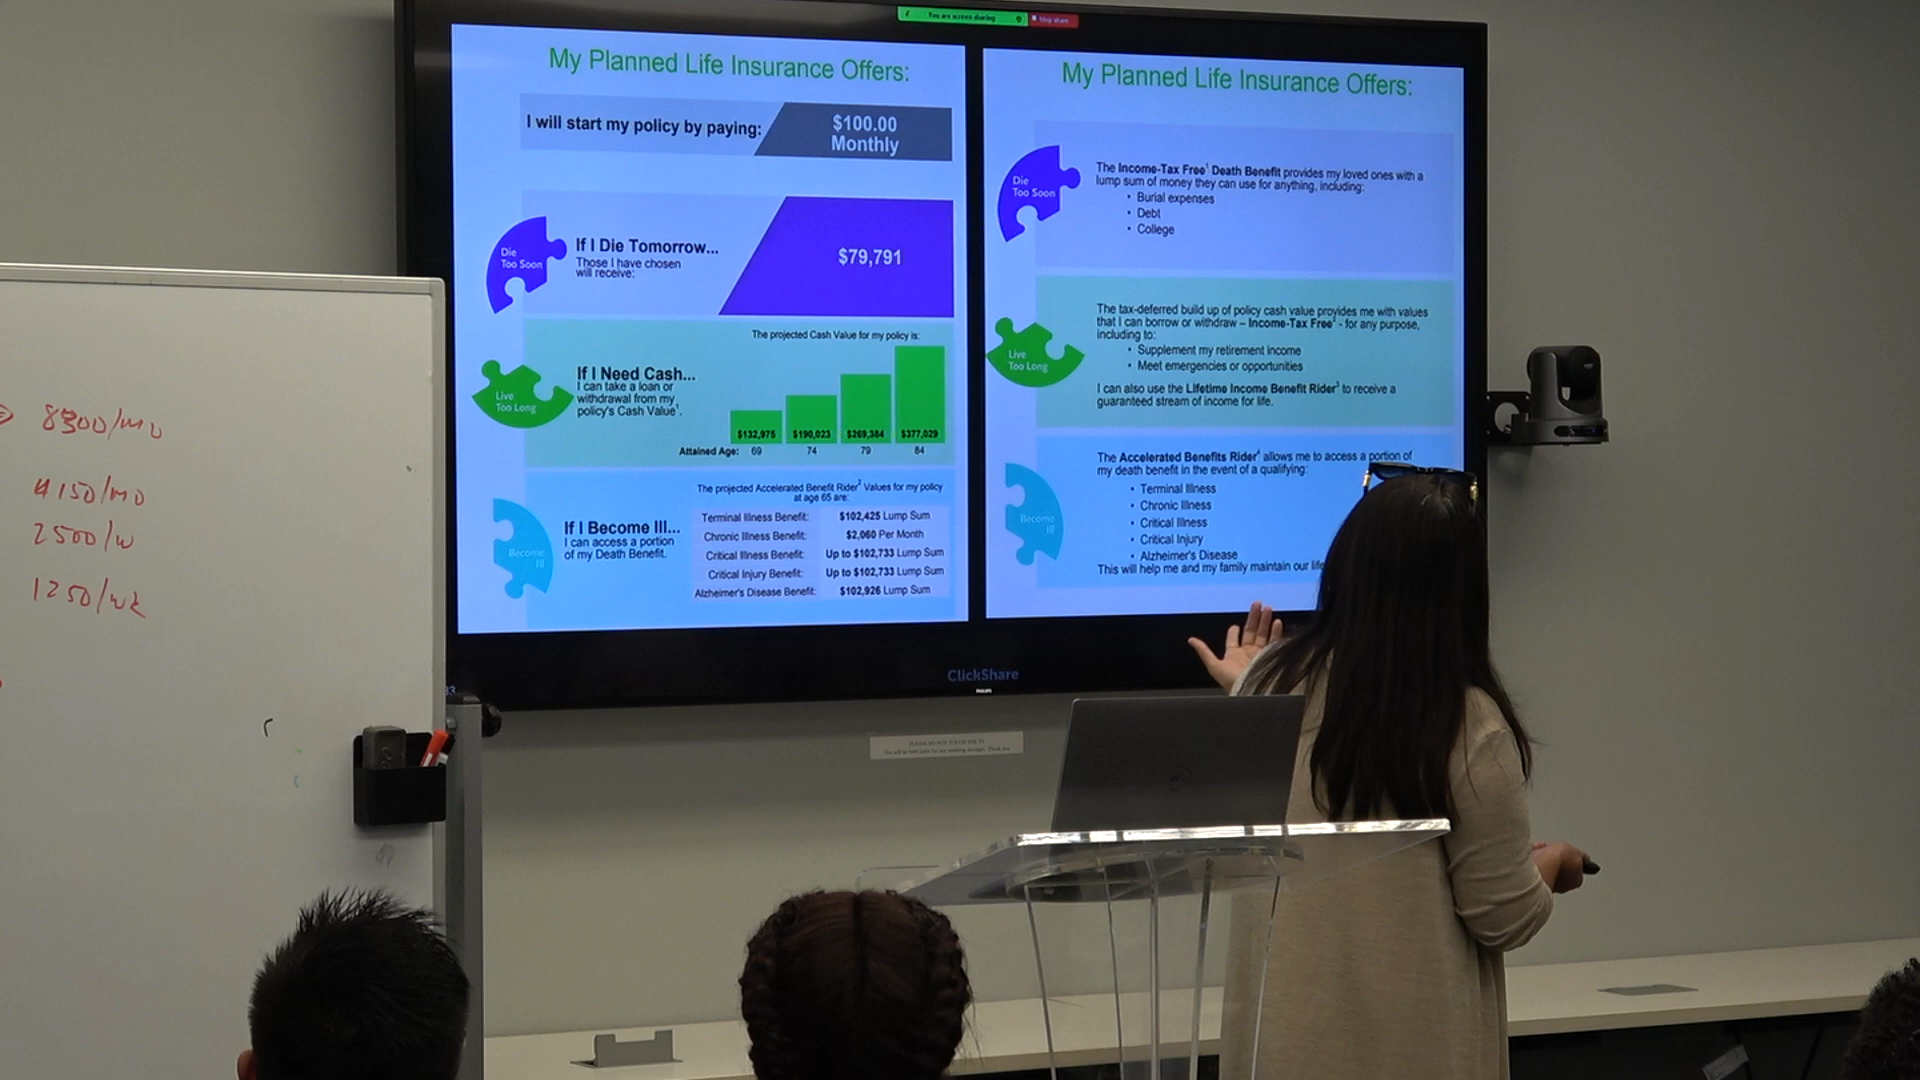 You are screen sharing
Stop share
My Planned Life Insurance Offers:
I will start my policy by paying:
$100.00
Monthly
Die
Too Soon
If I Die Tomorrow...
Those I have chosen
will receive:
$79,791
The projected Cash Value for my policy is:
Live
Too Long
If I Need Cash...
I can take a loan or
withdrawal from my
policy's Cash Value¹.
$132,975 $190,023 $269,384 $377,029
Attained Age: 69 74 79 84
The projected Accelerated Benefit Rider² Values for my policy
at age 65 are:
Become
Ill
If I Become Ill...
I can access a portion
of my Death Benefit.
Terminal Illness Benefit: $102,425 Lump Sum
Chronic Illness Benefit: $2,060 Per Month
Critical Illness Benefit: Up to $102,733 Lump Sum
Critical Injury Benefit: Up to $102,733 Lump Sum
Alzheimer's Disease Benefit: $102,926 Lump Sum
My Planned Life Insurance Offers:
Die
Too Soon
The Income-Tax Free¹ Death Benefit provides my loved ones with a
lump sum of money they can use for anything, including:
• Burial expenses
• Debt
• College
Live
Too Long
The tax-deferred build up of policy cash value provides me with values
that I can borrow or withdraw – Income-Tax Free² - for any purpose,
including to:
• Supplement my retirement income
• Meet emergencies or opportunities
I can also use the Lifetime Income Benefit Rider³ to receive a
guaranteed stream of income for life.
Become
Ill
The Accelerated Benefits Rider⁴ allows me to access a portion of
my death benefit in the event of a qualifying:
• Terminal Illness
• Chronic Illness
• Critical Illness
• Critical Injury
• Alzheimer's Disease
This will help me and my family maintain our
ClickShare
PHILIPS
8300/mo
4150/mo
2500/w
1250/wk